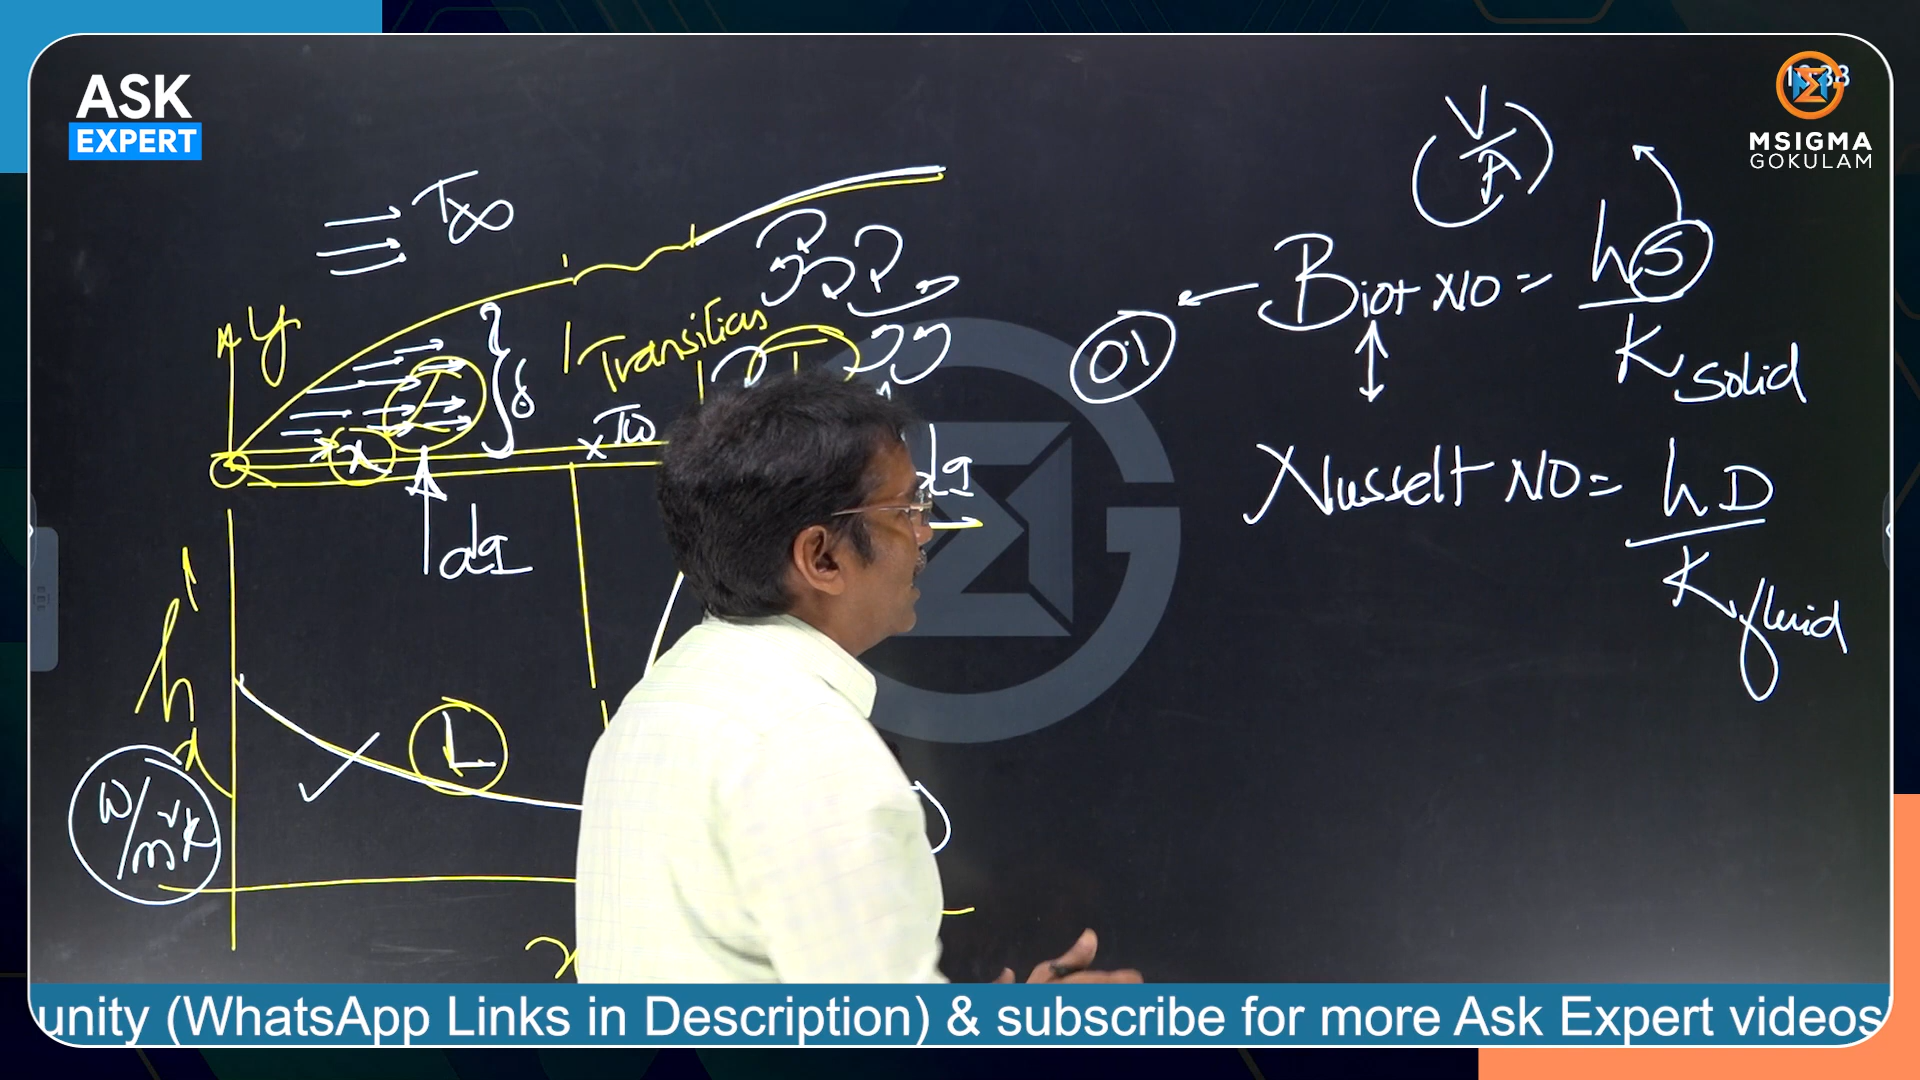 ASK
EXPERT
MSIGMA
GOKULAM
T∞
y
Transition
δ
x
Tw
dq
dq
h
L
W/m²k
x
V/A
Biot NO = hS/K solid
0.1
Nusselt NO = hD/K fluid
unity (WhatsApp Links in Description) & subscribe for more Ask Expert videos